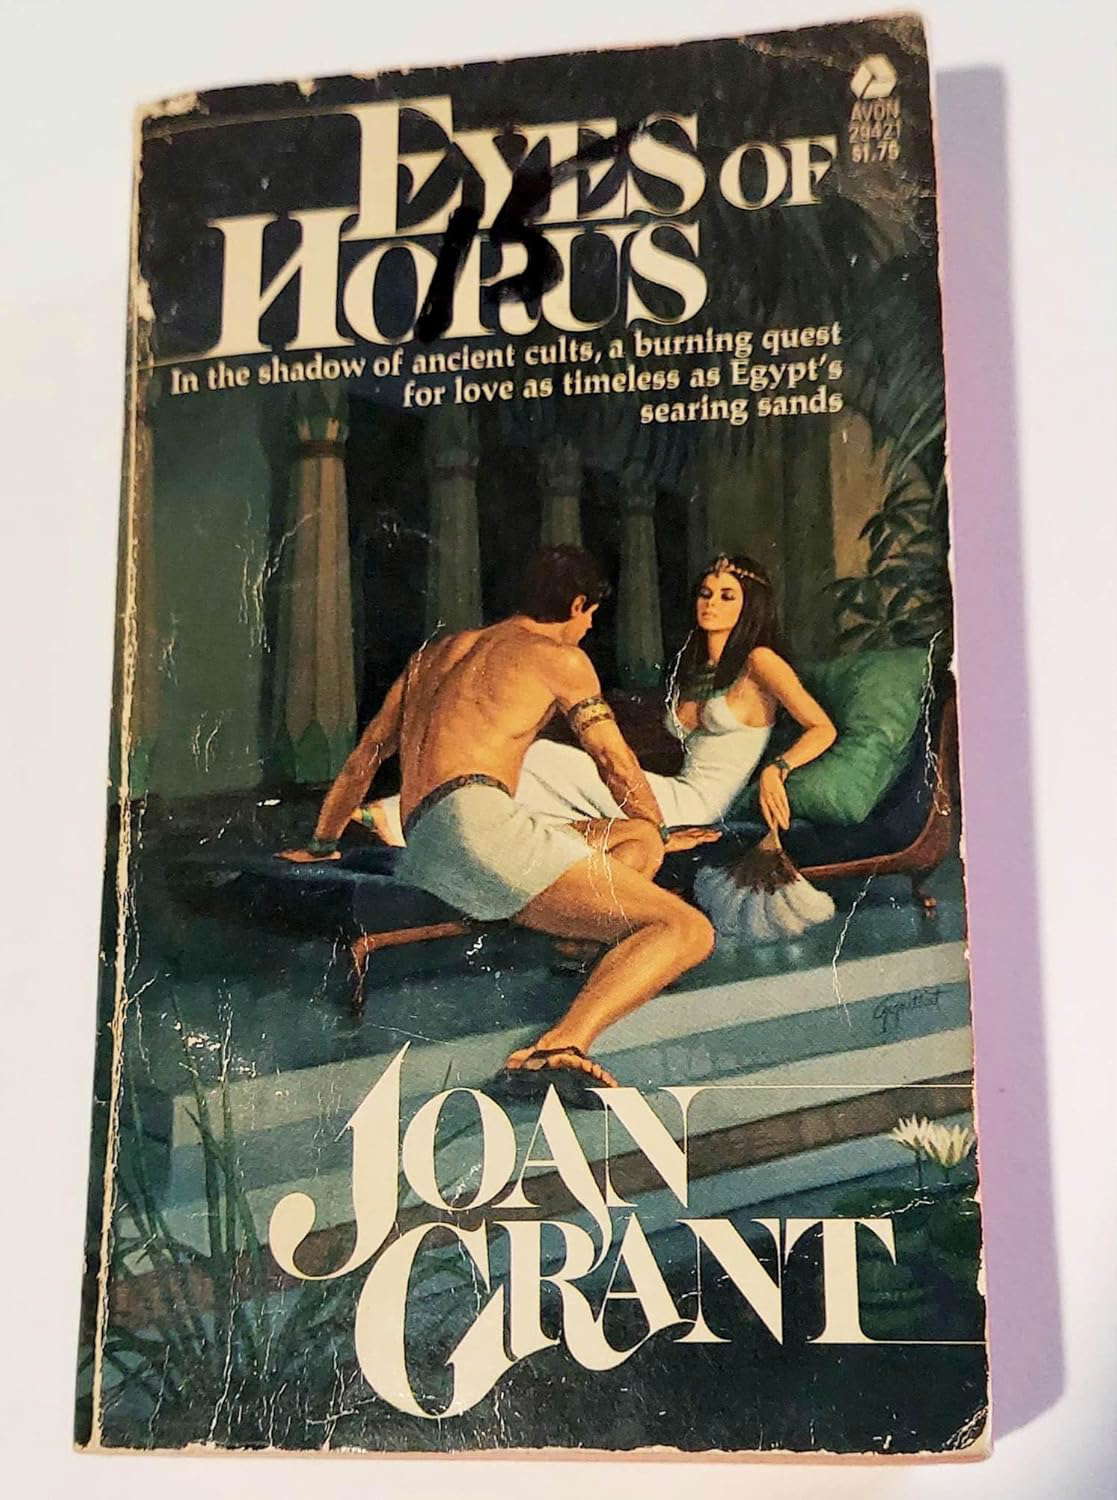 AVON
29421
$1.75
EYES OF
HORUS
15
In the shadow of ancient cults, a burning quest
for love as timeless as Egypt's
searing sands
JOAN
GRANT